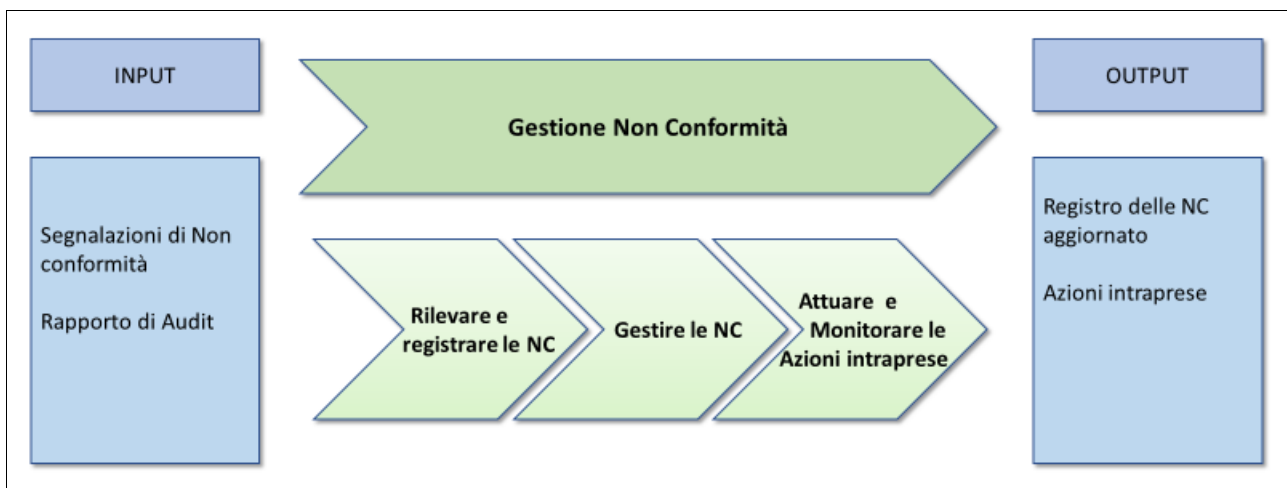 INPUT
Gestione Non Conformità
OUTPUT
Segnalazioni di Non
conformità
Rapporto di Audit
Rilevare e
registrare le NC
Gestire le NC
Attuare e
Monitorare le
Azioni intraprese
Registro delle NC
aggiornato
Azioni intraprese